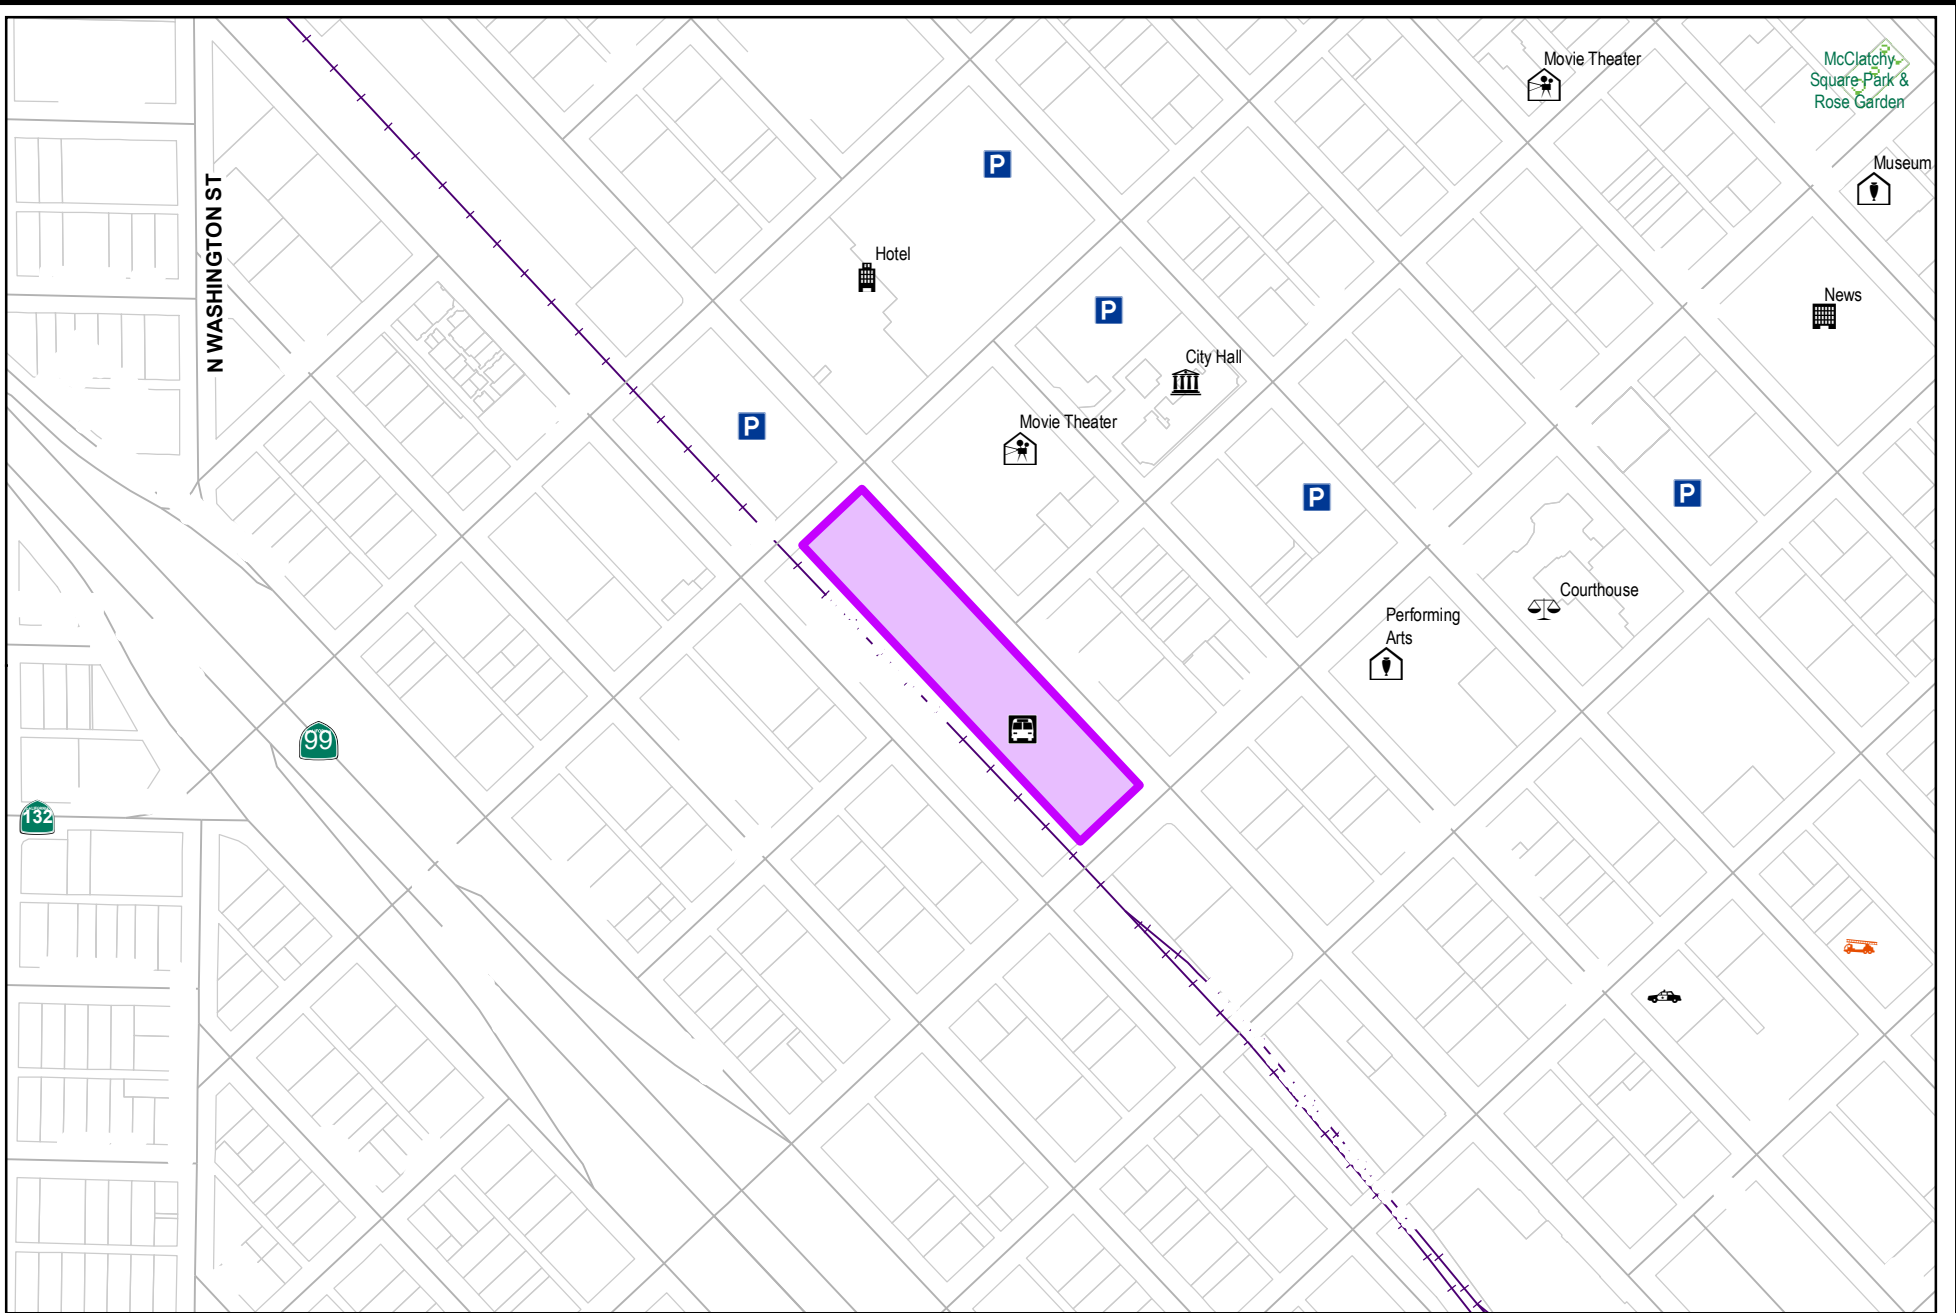 Movie Theater
McClatchy
Square Park &
Rose Garden
Museum
P
N WASHINGTON ST
Hotel
News
P
City Hall
P
Movie Theater
P
P
Courthouse
Performing
Arts
99
132